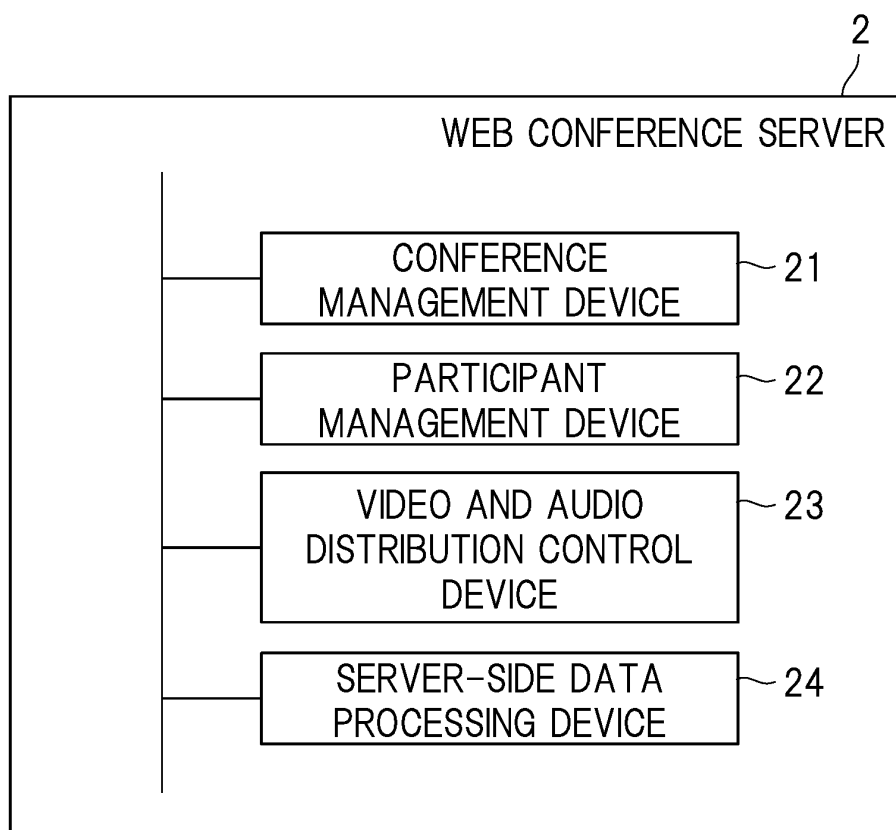 2
WEB CONFERENCE SERVER
CONFERENCE
MANAGEMENT DEVICE
21
PARTICIPANT
MANAGEMENT DEVICE
22
VIDEO AND AUDIO
DISTRIBUTION CONTROL
DEVICE
23
SERVER-SIDE DATA
PROCESSING DEVICE
24